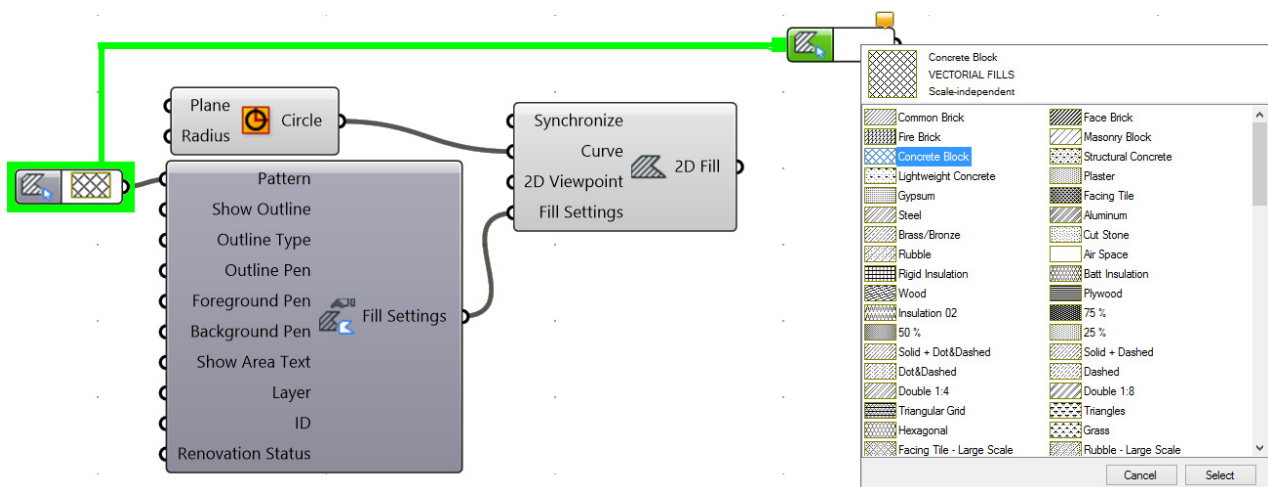 Plane
Radius
Circle
Pattern
Show Outline
Outline Type
Outline Pen
Foreground Pen
Background Pen
Show Area Text
Layer
ID
Renovation Status
Fill Settings
Synchronize
Curve
2D Viewpoint
Fill Settings
2D Fill
Concrete Block
VECTORIAL FILLS
Scale-independent
Common Brick Face Brick
Fire Brick Masonry Block
Concrete Block Structural Concrete
Lightweight Concrete Plaster
Gypsum Facing Tile
Steel Aluminum
Brass/Bronze Cut Stone
Rubble Air Space
Rigid Insulation Batt Insulation
Wood Plywood
Insulation 02 75 %
50 % 25 %
Solid + Dot&Dashed Solid + Dashed
Dot&Dashed Dashed
Double 1:4 Double 1:8
Triangular Grid Triangles
Hexagonal Grass
Facing Tile - Large Scale Rubble - Large Scale
Cancel Select